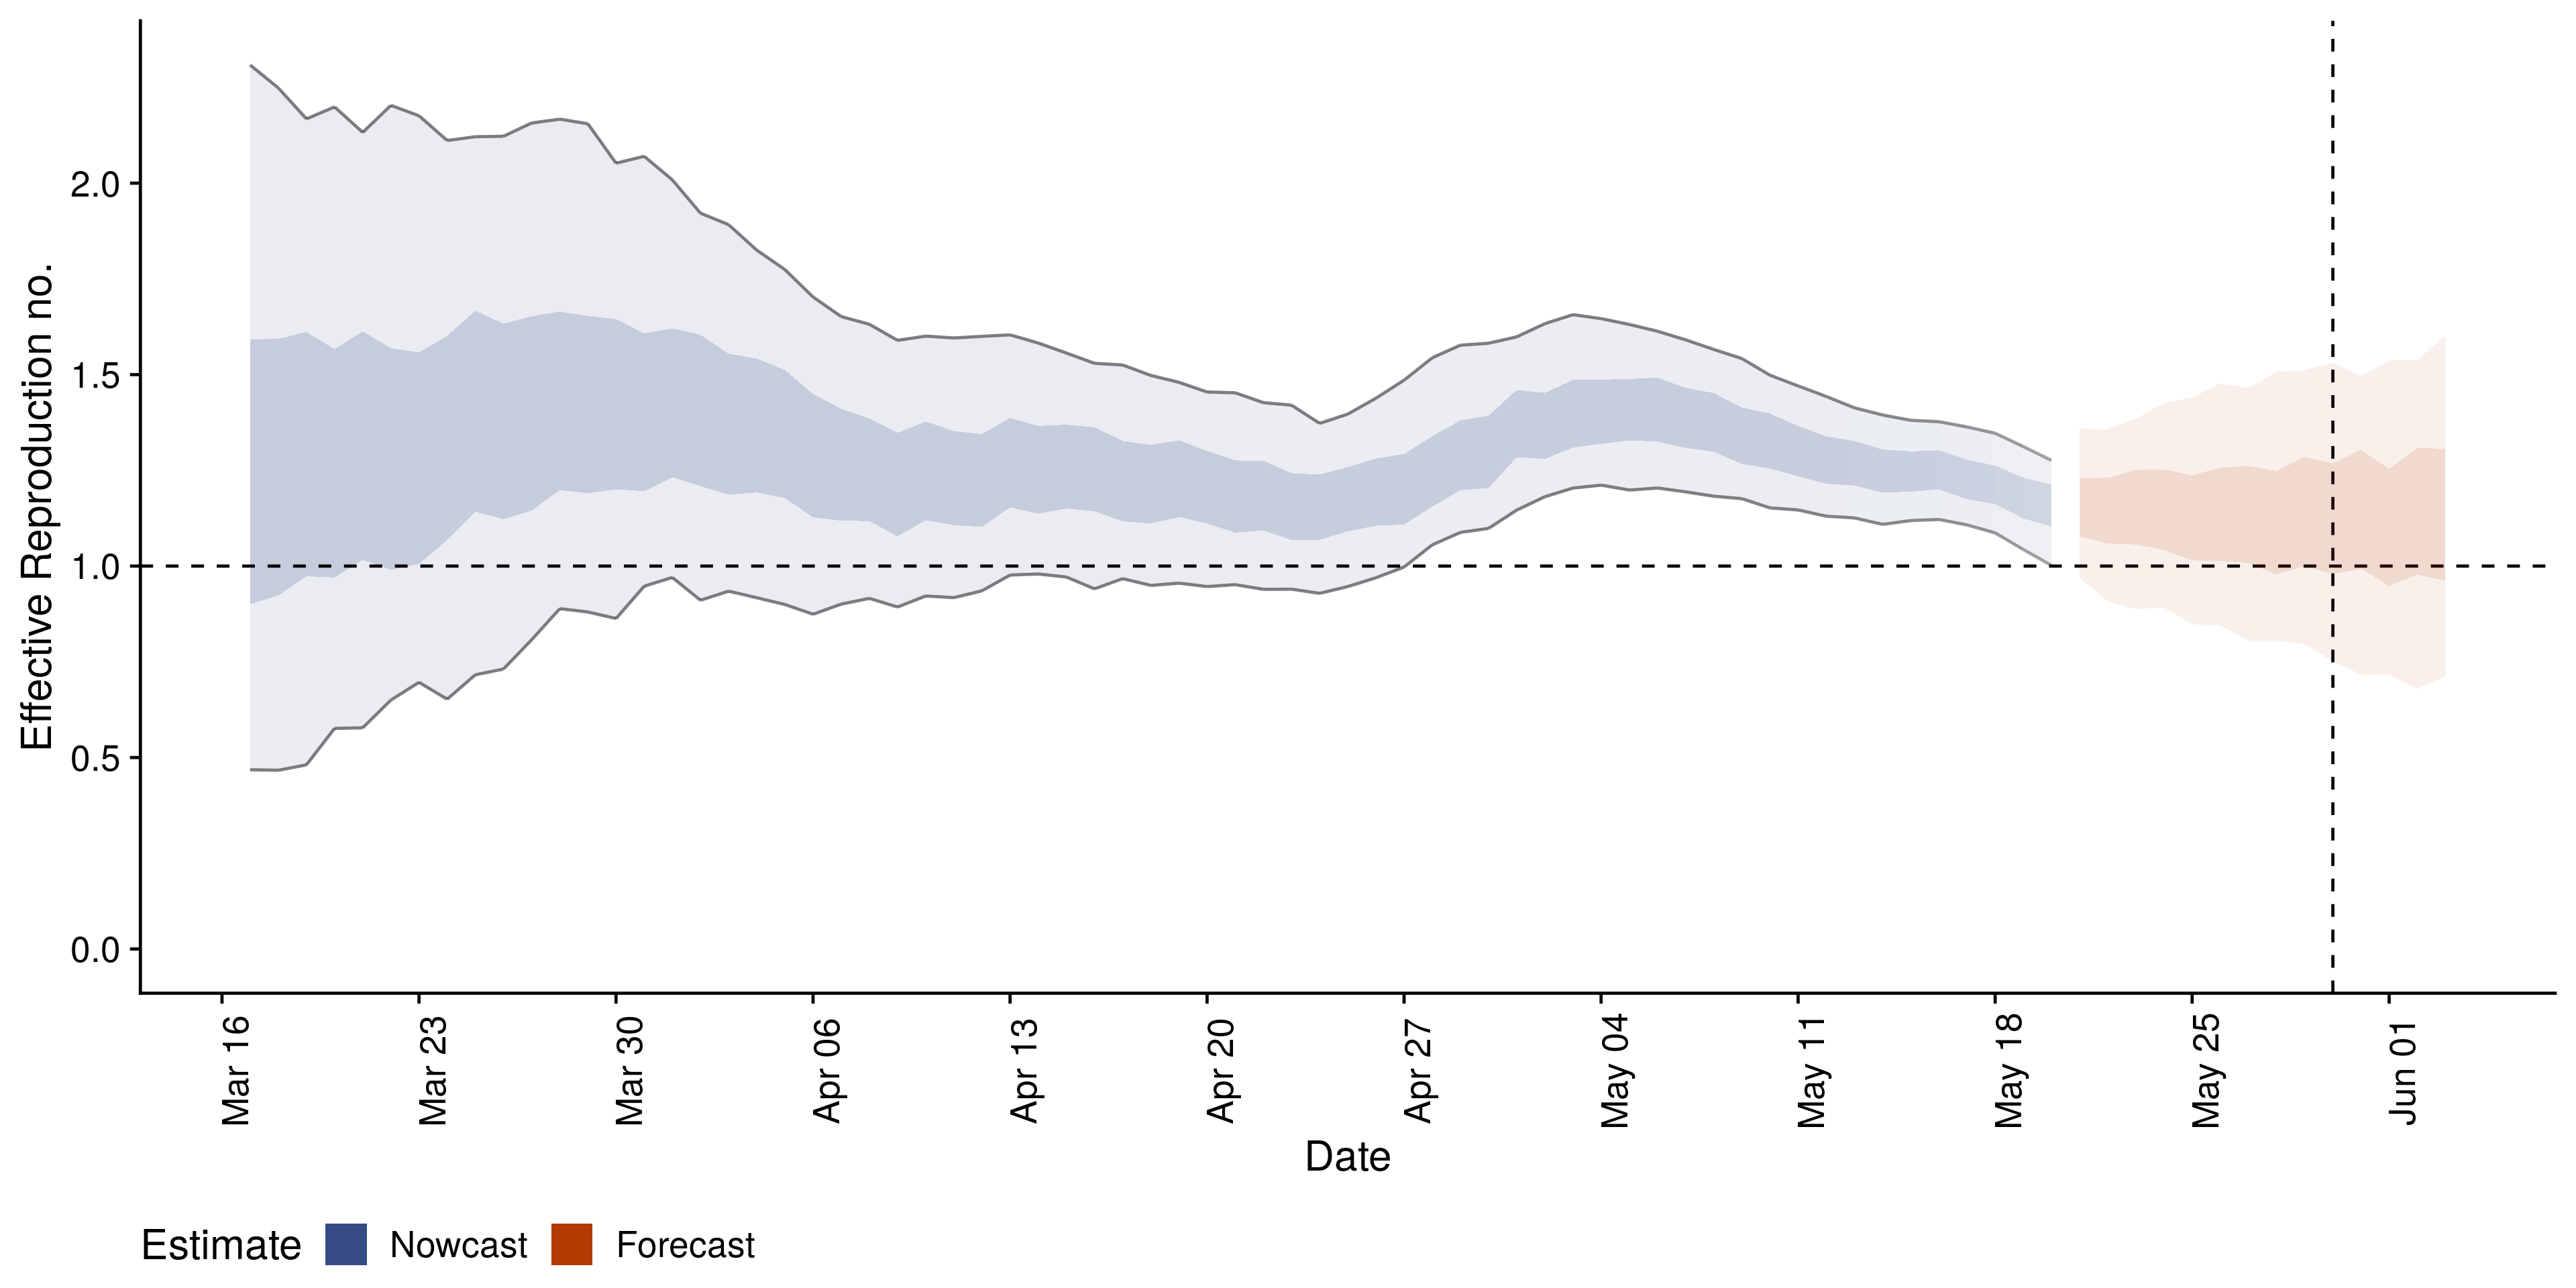 Effective Reproduction no.
2.0
1.5
1.0
0.5
0.0
Mar 16
Mar 23
Mar 30
Apr 06
Apr 13
Apr 20
Apr 27
May 04
May 11
May 18
May 25
Jun 01
Date
Estimate Nowcast Forecast